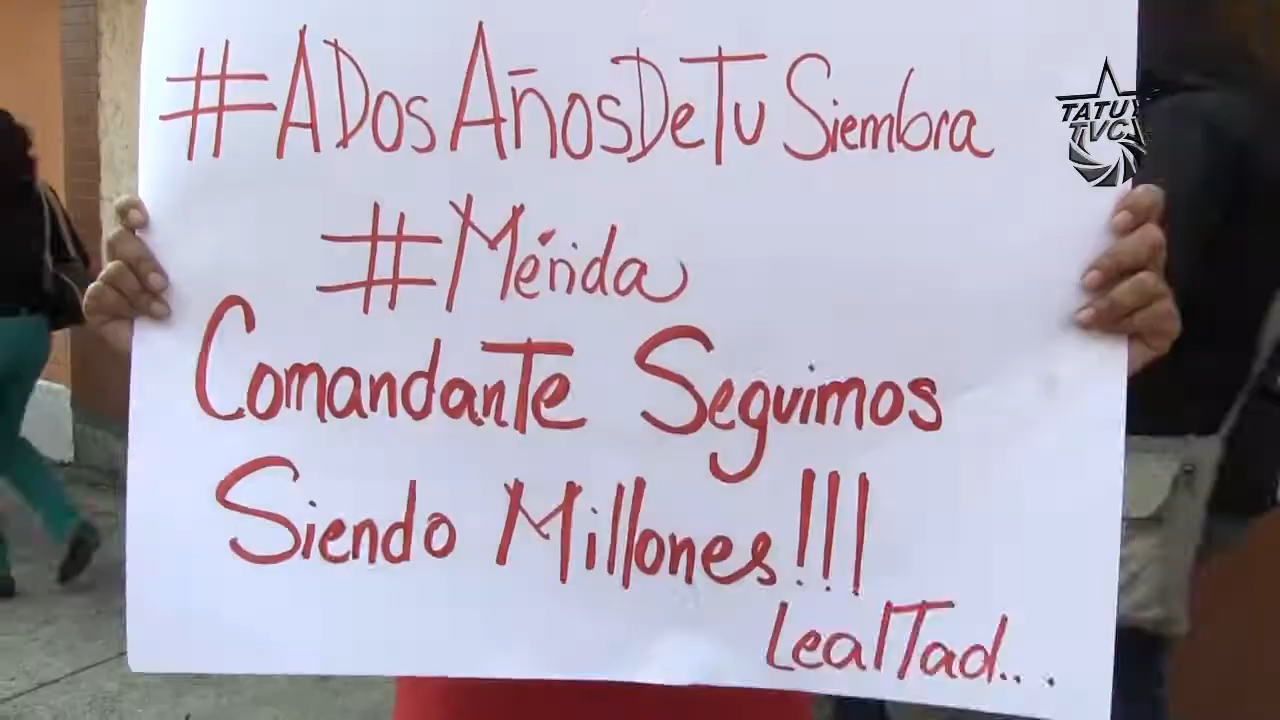 #ADosAñosDeTuSiembra
#Mérida
Comandante Seguimos
Siendo Millones!!!
Lealtad...
TATUY
TVC